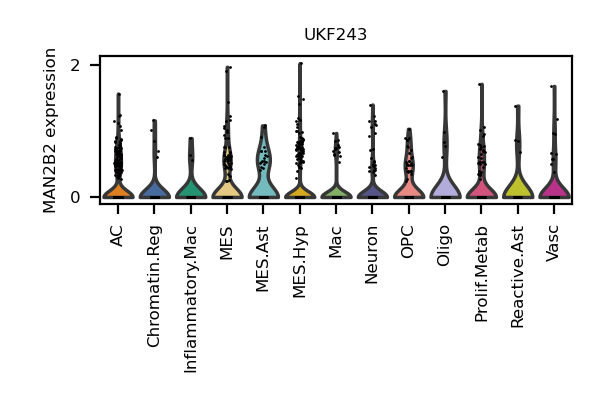 UKF243
MAN2B2 expression
2
0
AC
Chromatin.Reg
Inflammatory.Mac
MES
MES.Ast
MES.Hyp
Mac
Neuron
OPC
Oligo
Prolif.Metab
Reactive.Ast
Vasc